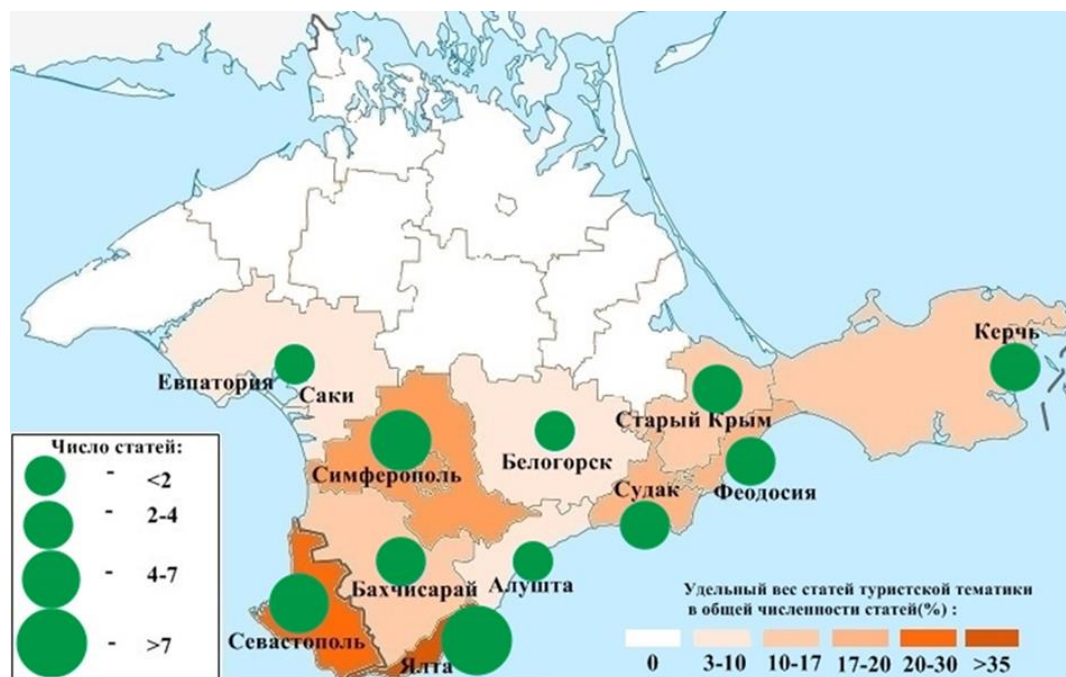 Керчь
Евпатория
Саки
Старый Крым
Белогорск
Симферополь
Судак
Феодосия
Бахчисарай
Алушта
Севастополь
Ялта
Число статей:
- <2
- 2-4
- 4-7
- >7
Удельный вес статей туристской тематики
в общей численности статей(%) :
0 3-10 10-17 17-20 20-30 >35